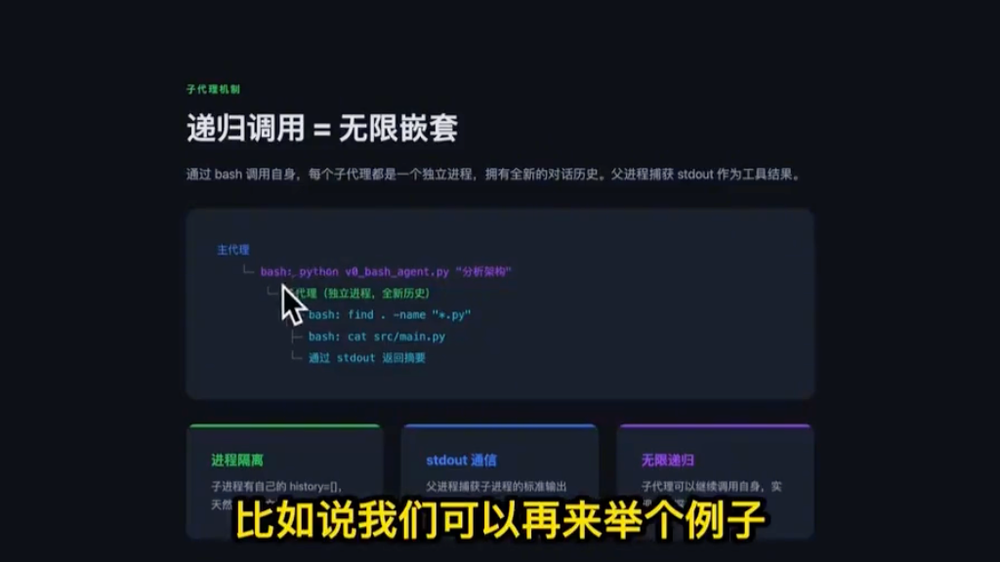 子代理机制
递归调用 = 无限嵌套
通过 bash 调用自身，每个子代理都是一个独立进程，拥有全新的对话历史。父进程捕获 stdout 作为工具结果。
主代理
└─ bash: python v0_bash_agent.py "分析架构"
└─ 代理（独立进程，全新历史）
bash: find . -name "*.py"
├─ bash: cat src/main.py
└─ 通过 stdout 返回摘要
进程隔离
子进程有自己的 history=[],
天然
stdout 通信
父进程捕获子进程的标准输出
无限递归
子代理可以继续调用自身，实
比如说我们可以再来举个例子